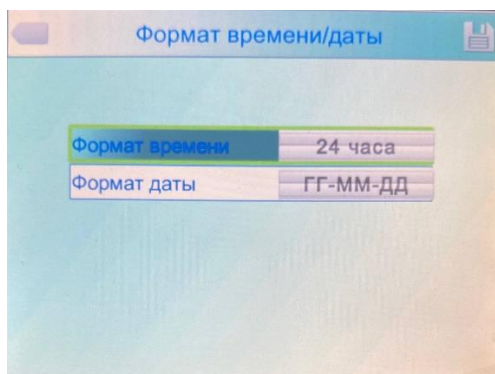 Формат времени/даты
Формат времени 24 часа
Формат даты ГГ-ММ-ДД